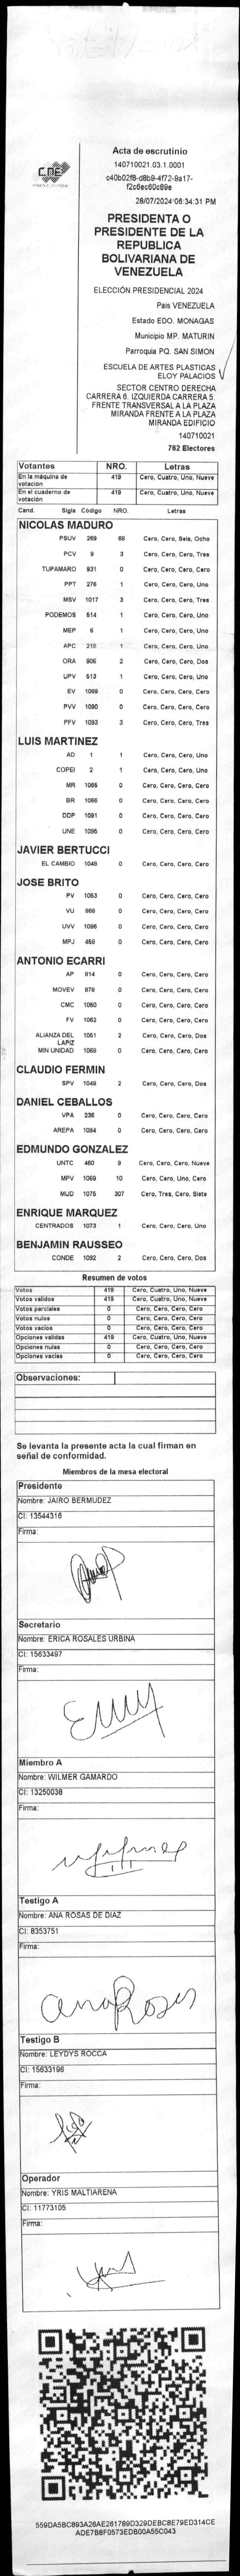 CNE
Acta de escrutinio
140710021.03.1.0001
c40b02f8-d8b9-4f72-9a17-
f2c6ec60c89e
28/07/2024 06:34:31 PM
PRESIDENTA O
PRESIDENTE DE LA
REPUBLICA
BOLIVARIANA DE
VENEZUELA
ELECCIÓN PRESIDENCIAL 2024
Pais VENEZUELA
Estado EDO. MONAGAS
Municipio MP. MATURIN
Parroquia PQ. SAN SIMON
ESCUELA DE ARTES PLASTICAS
ELOY PALACIOS
SECTOR CENTRO DERECHA
CARRERA 6. IZQUIERDA CARRERA 5.
FRENTE TRANSVERSAL A LA PLAZA
MIRANDA FRENTE A LA PLAZA
MIRANDA EDIFICIO
140710021
762 Electores
Votantes NRO. Letras
En la máquina de votación 419 Cero, Cuatro, Uno, Nueve
En el cuaderno de votación 419 Cero, Cuatro, Uno, Nueve
Cand. Sigla Código NRO. Letras
NICOLAS MADURO
PSUV 269 68 Cero, Cero, Seis, Ocho
PCV 9 3 Cero, Cero, Cero, Tres
TUPAMARO 931 0 Cero, Cero, Cero, Cero
PPT 276 1 Cero, Cero, Cero, Uno
MSV 1017 3 Cero, Cero, Cero, Tres
PODEMOS 514 1 Cero, Cero, Cero, Uno
MEP 6 1 Cero, Cero, Cero, Uno
APC 218 1 Cero, Cero, Cero, Uno
ORA 906 2 Cero, Cero, Cero, Dos
UPV 513 1 Cero, Cero, Cero, Uno
EV 1089 0 Cero, Cero, Cero, Cero
PVV 1090 0 Cero, Cero, Cero, Cero
PFV 1093 3 Cero, Cero, Cero, Tres
LUIS MARTINEZ
AD 1 1 Cero, Cero, Cero, Uno
COPEI 2 1 Cero, Cero, Cero, Uno
MR 1065 0 Cero, Cero, Cero, Cero
BR 1066 0 Cero, Cero, Cero, Cero
DDP 1091 0 Cero, Cero, Cero, Cero
UNE 1095 0 Cero, Cero, Cero, Cero
JAVIER BERTUCCI
EL CAMBIO 1048 0 Cero, Cero, Cero, Cero
JOSE BRITO
PV 1053 0 Cero, Cero, Cero, Cero
VU 868 0 Cero, Cero, Cero, Cero
UVV 1096 0 Cero, Cero, Cero, Cero
MPJ 458 0 Cero, Cero, Cero, Cero
ANTONIO ECARRI
AP 814 0 Cero, Cero, Cero, Cero
MOVEV 878 0 Cero, Cero, Cero, Cero
CMC 1050 0 Cero, Cero, Cero, Cero
FV 1062 0 Cero, Cero, Cero, Cero
ALIANZA DEL LAPIZ 1051 2 Cero, Cero, Cero, Dos
MIN UNIDAD 1058 0 Cero, Cero, Cero, Cero
CLAUDIO FERMIN
SPV 1049 2 Cero, Cero, Cero, Dos
DANIEL CEBALLOS
VPA 236 0 Cero, Cero, Cero, Cero
AREPA 1094 0 Cero, Cero, Cero, Cero
EDMUNDO GONZALEZ
UNTC 460 9 Cero, Cero, Cero, Nueve
MPV 1069 10 Cero, Cero, Uno, Cero
MUD 1075 307 Cero, Tres, Cero, Siete
ENRIQUE MARQUEZ
CENTRADOS 1073 1 Cero, Cero, Cero, Uno
BENJAMIN RAUSSEO
CONDE 1092 2 Cero, Cero, Cero, Dos
Resumen de votos
Votos 419 Cero, Cuatro, Uno, Nueve
Votos validos 419 Cero, Cuatro, Uno, Nueve
Votos parciales 0 Cero, Cero, Cero, Cero
Votos nulos 0 Cero, Cero, Cero, Cero
Votos vacios 0 Cero, Cero, Cero, Cero
Opciones validas 419 Cero, Cuatro, Uno, Nueve
Opciones nulas 0 Cero, Cero, Cero, Cero
Opciones vacias 0 Cero, Cero, Cero, Cero
Observaciones:
Se levanta la presente acta la cual firman en
señal de conformidad.
Miembros de la mesa electoral
Presidente
Nombre: JAIRO BERMUDEZ
CI: 13544316
Firma:
Secretario
Nombre: ERICA ROSALES URBINA
CI: 15633497
Firma:
Miembro A
Nombre: WILMER GAMARDO
CI: 13250038
Firma:
Testigo A
Nombre: ANA ROSAS DE DIAZ
CI: 8353751
Firma:
Ana Rosas
Testigo B
Nombre: LEYDYS ROCCA
CI: 15633196
Firma:
Operador
Nombre: YRIS MALTIARENA
CI: 11773105
Firma:
559DA5BC893A26AE261789D329DEBC8E79ED314CE
ADE7B8F0573EDB00A55C043